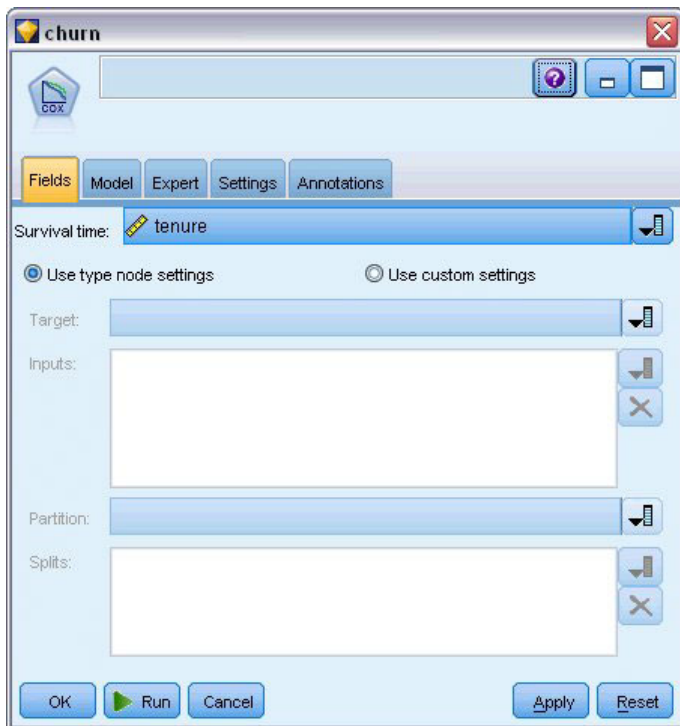 churn
COX
Fields Model Expert Settings Annotations
Survival time: tenure
Use type node settings Use custom settings
Target:
Inputs:
Partition:
Splits:
OK Run Cancel Apply Reset